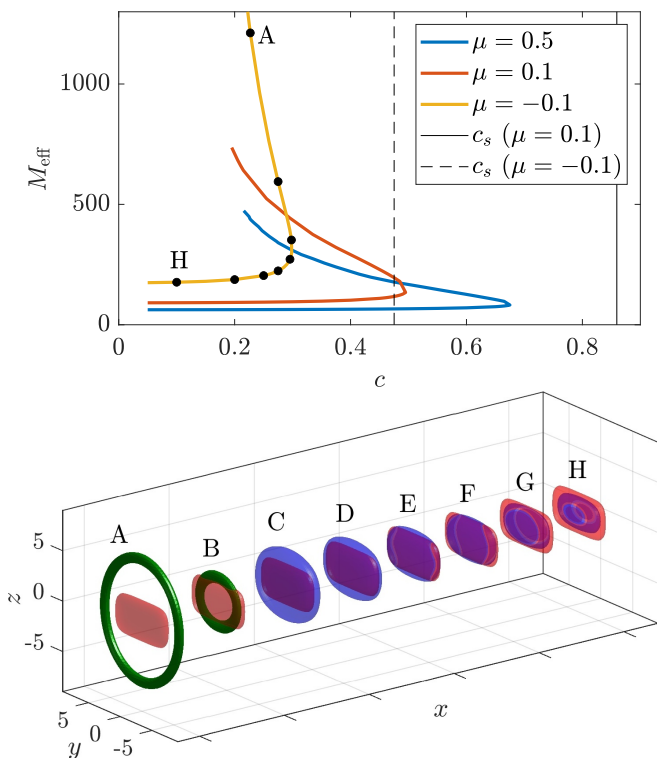 1000
500
0
M_eff
0
0.2
0.4
0.6
0.8
c
A
H
μ = 0.5
μ = 0.1
μ = −0.1
c_s (μ = 0.1)
c_s (μ = −0.1)
A
B
C
D
E
F
G
H
5
0
-5
z
5
0
-5
y
x